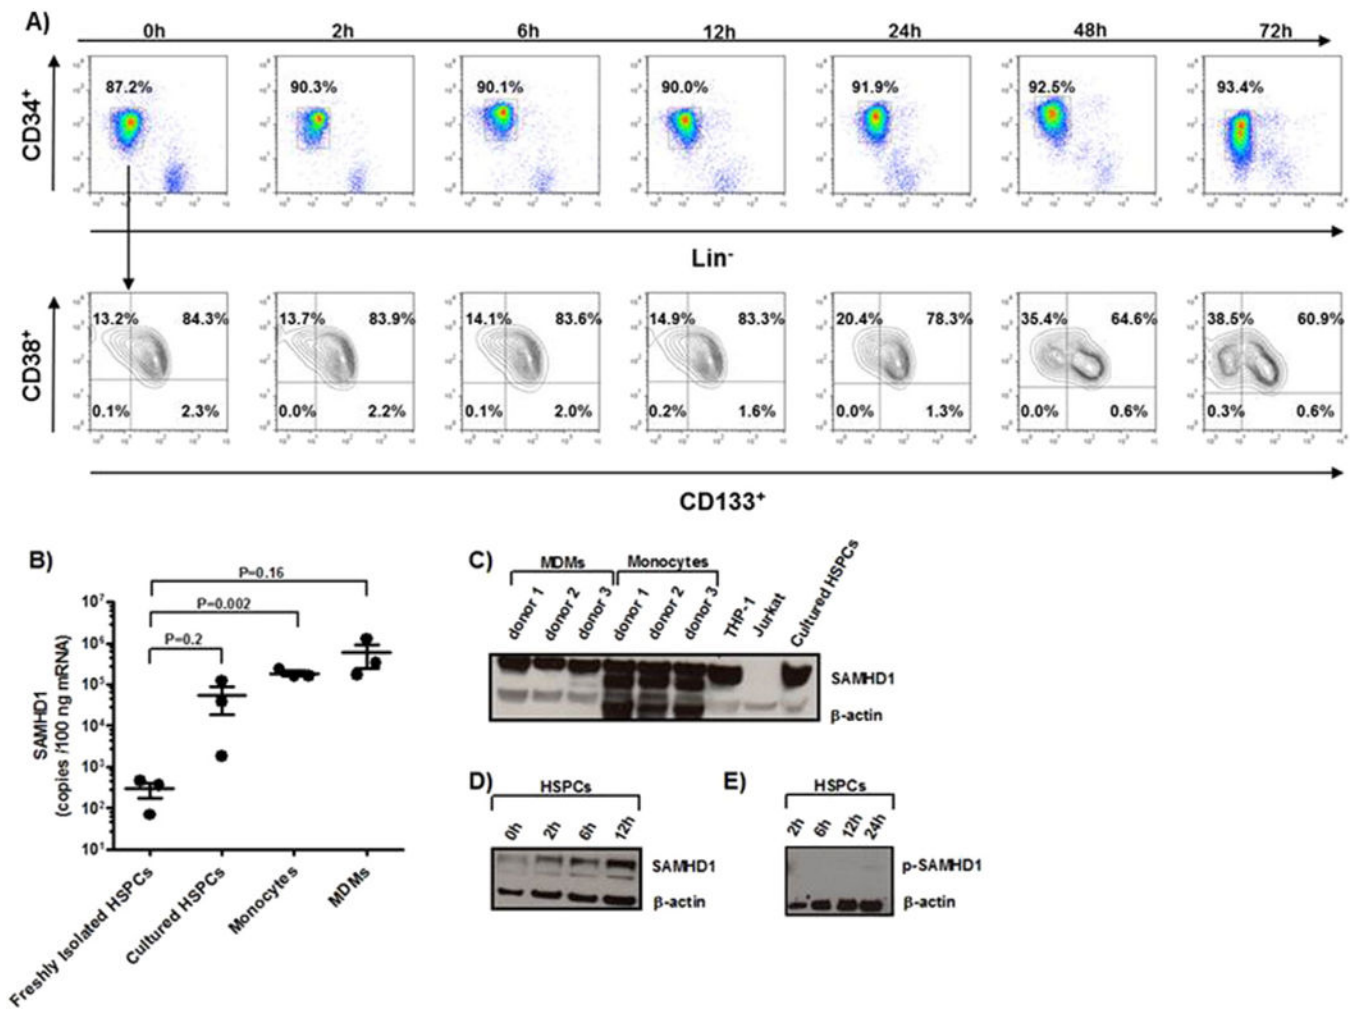 A)
0h 2h 6h 12h 24h 48h 72h
CD34+
87.2% 90.3% 90.1% 90.0% 91.9% 92.5% 93.4%
Lin-
CD38+
13.2% 84.3% 13.7% 83.9% 14.1% 83.6% 14.9% 83.3% 20.4% 78.3% 35.4% 64.6% 38.5% 60.9%
0.1% 2.3% 0.0% 2.2% 0.1% 2.0% 0.2% 1.6% 0.0% 1.3% 0.0% 0.6% 0.3% 0.6%
CD133+
B)
P=0.16
P=0.002
P=0.2
SAMHD1
(copies /100 ng mRNA)
10⁷
10⁶
10⁵
10⁴
10³
10²
10¹
Freshly Isolated HSPCs
Cultured HSPCs
Monocytes
MDMs
C)
MDMs Monocytes
donor 1 donor 2 donor 3 donor 1 donor 2 donor 3 THP-1 Jurkat Cultured HSPCs
SAMHD1
β-actin
D)
HSPCs
0h 2h 6h 12h
SAMHD1
β-actin
E)
HSPCs
2h 6h 12h 24h
p-SAMHD1
β-actin